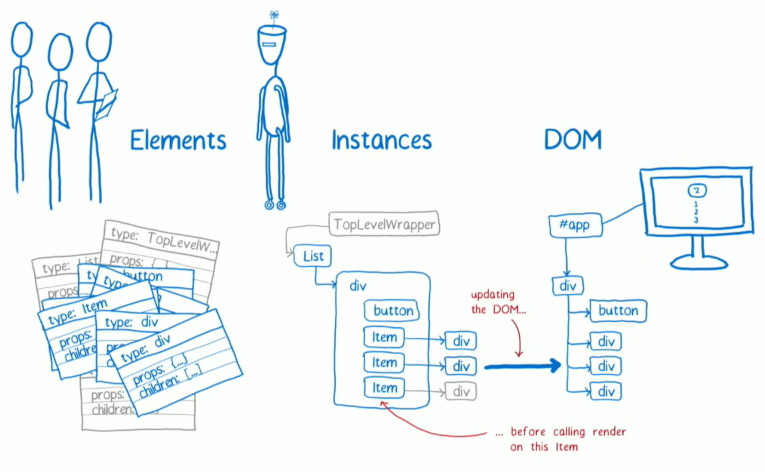 Elements
Instances
DOM
type: TopLevelW...
props: {
type: List
props
button
type: Item
props:
children:
type: div
type: div
props: {...}
children: [...]
props:
children:
TopLevelWrapper
List
div
button
Item
div
Item
div
Item
div
updating
the DOM...
... before calling render
on this Item
#app
div
button
div
div
div
^2
1
2
3